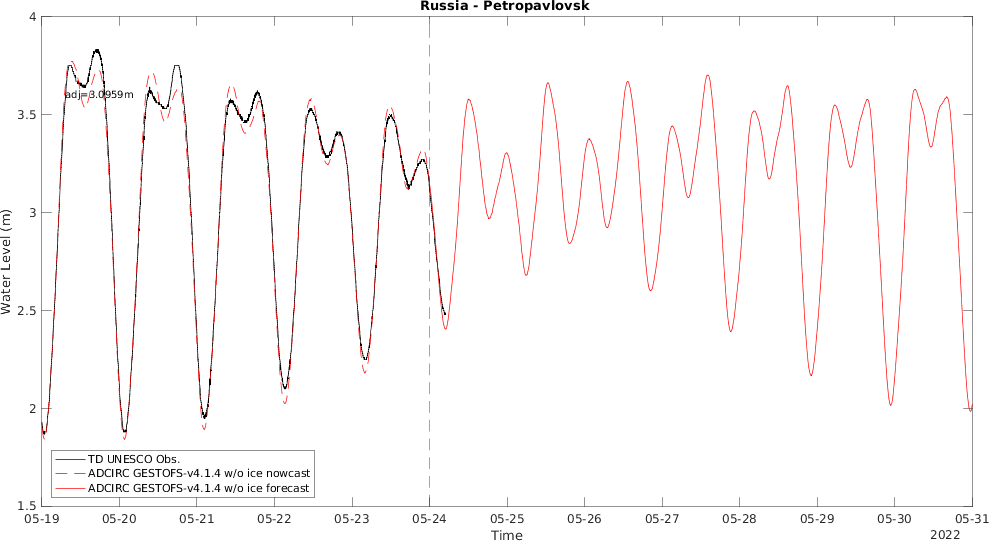 Russia - Petropavlovsk
4
3.5
3
2.5
2
1.5
Water Level (m)
adj=3.0959m
TD UNESCO Obs.
ADCIRC GESTOFS-v4.1.4 w/o ice nowcast
ADCIRC GESTOFS-v4.1.4 w/o ice forecast
05-19 05-20 05-21 05-22 05-23 05-24 05-25 05-26 05-27 05-28 05-29 05-30 05-31
Time
2022